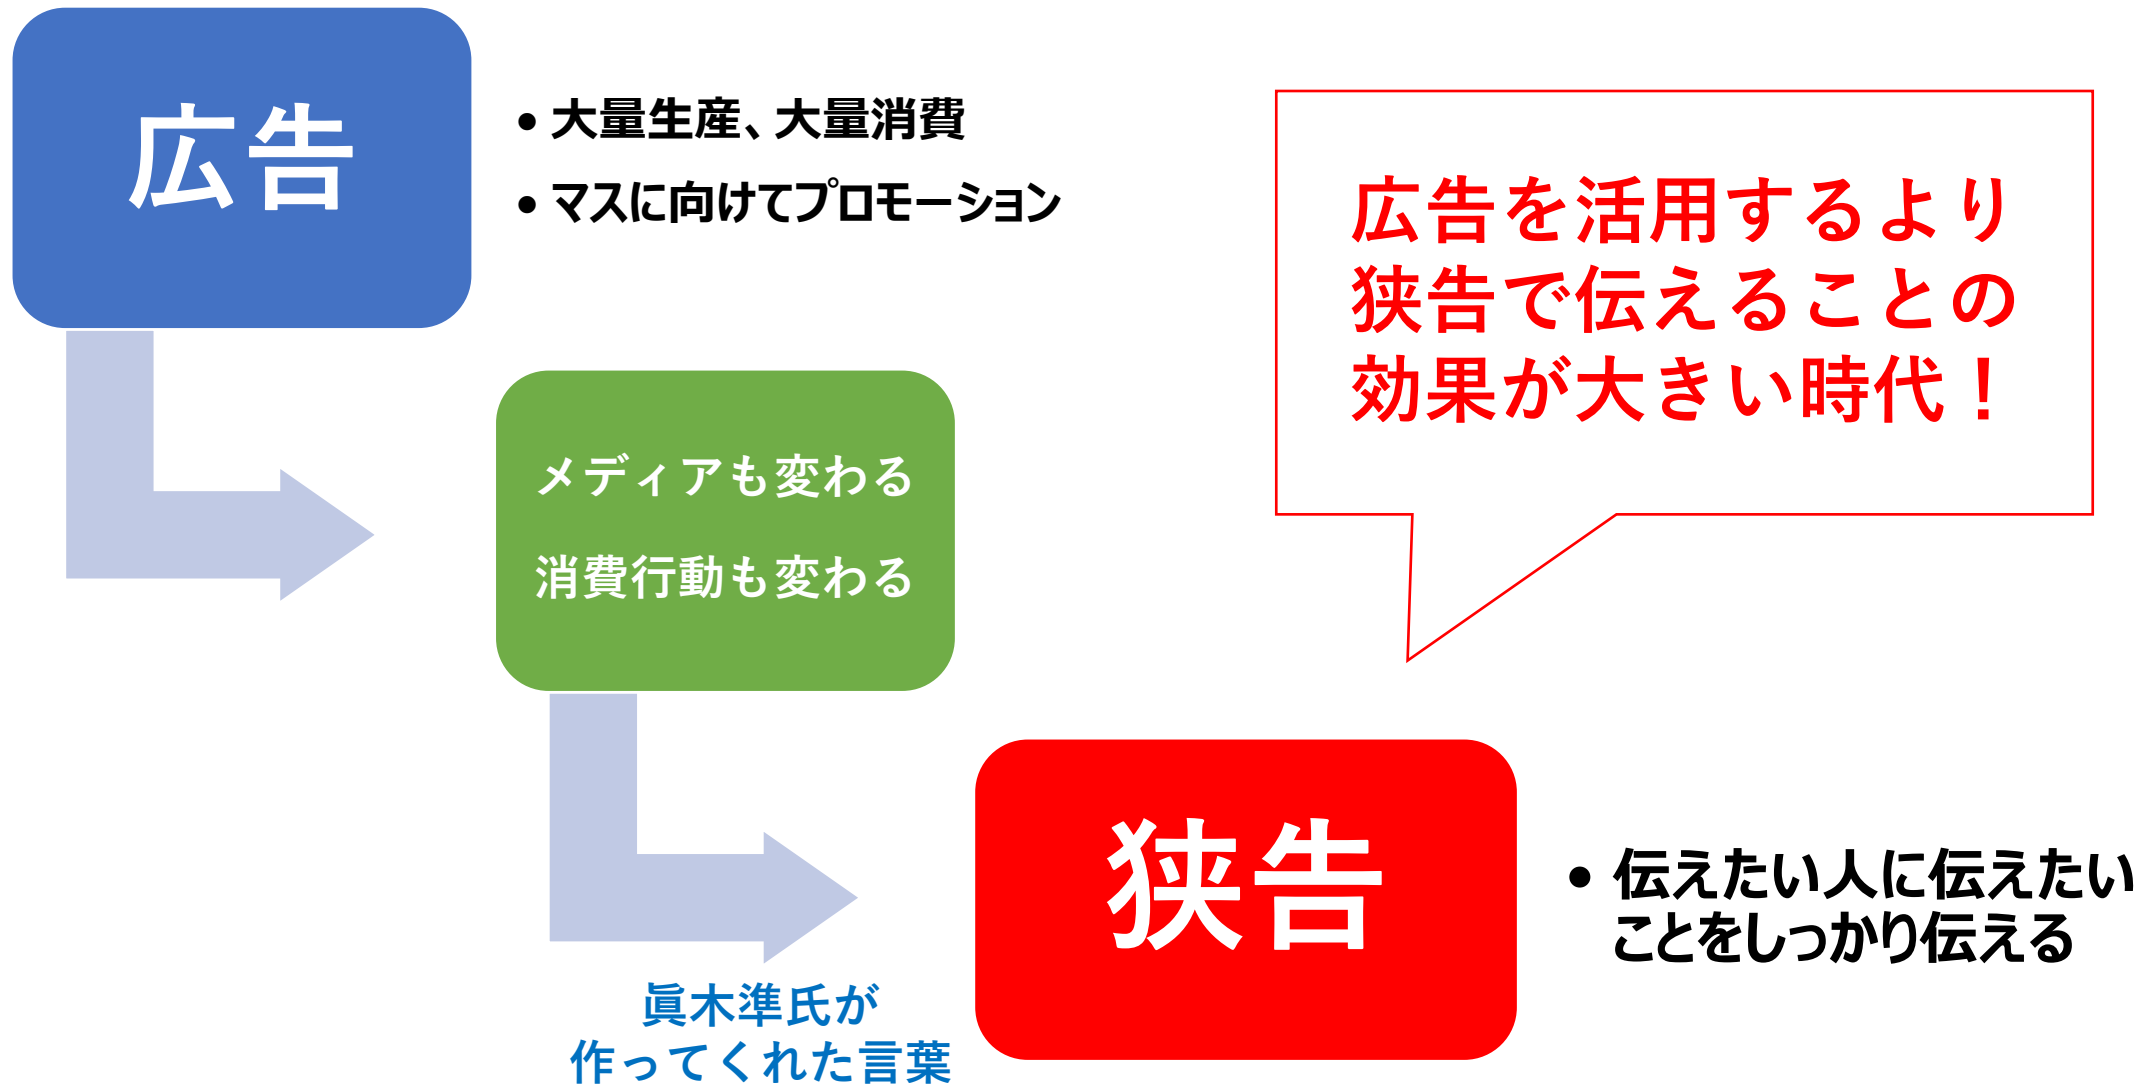 広告
• 大量生産、大量消費
• マスに向けてプロモーション
広告を活用するより
狭告で伝えることの
効果が大きい時代！
メディアも変わる
消費行動も変わる
狭告
• 伝えたい人に伝えたい
ことをしっかり伝える
眞木準氏が
作ってくれた言葉